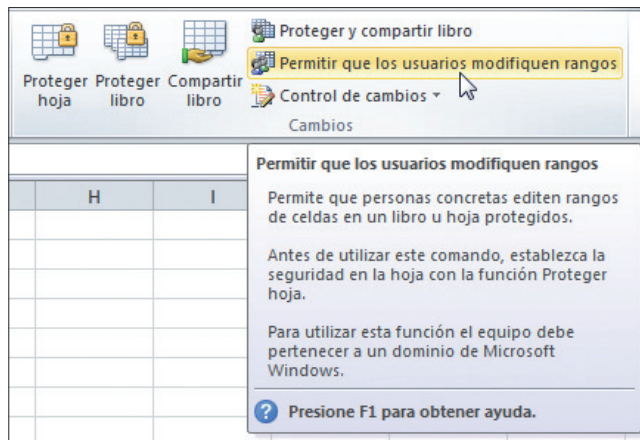 Proteger y compartir libro
Permitir que los usuarios modifiquen rangos
Proteger Proteger Compartir
hoja libro libro
Control de cambios
Cambios
H I
Permitir que los usuarios modifiquen rangos
Permite que personas concretas editen rangos
de celdas en un libro u hoja protegidos.
Antes de utilizar este comando, establezca la
seguridad en la hoja con la función Proteger
hoja.
Para utilizar esta función el equipo debe
pertenecer a un dominio de Microsoft
Windows.
Presione F1 para obtener ayuda.